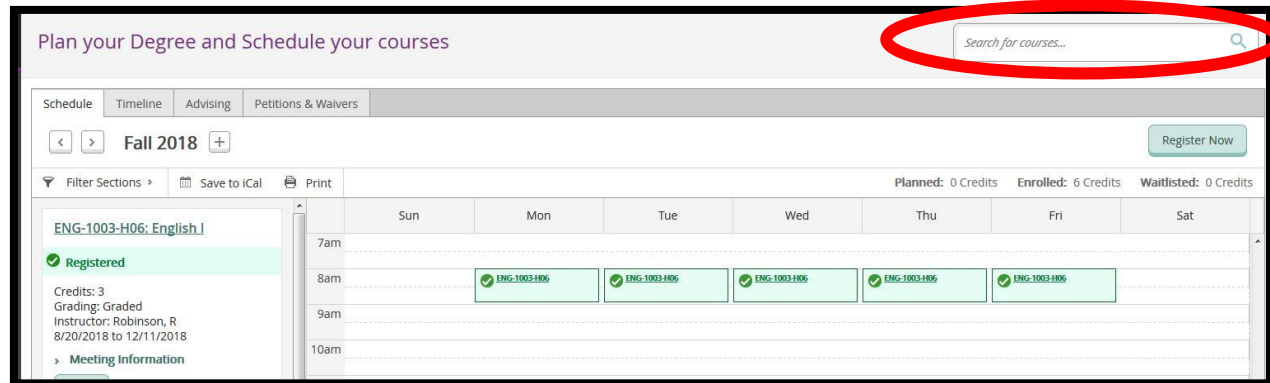 Plan your Degree and Schedule your courses
Search for courses...
Schedule Timeline Advising Petitions & Waivers
Fall 2018
Register Now
Filter Sections Save to iCal Print Planned: 0 Credits Enrolled: 6 Credits Waitlisted: 0 Credits
Sun Mon Tue Wed Thu Fri Sat
ENG-1003-H06: English I
Registered
Credits: 3
Grading: Graded
Instructor: Robinson, R
8/20/2018 to 12/11/2018
Meeting Information
7am
8am ENG-1003-H06 ENG-1003-H06 ENG-1003-H06 ENG-1003-H06 ENG-1003-H06
9am
10am